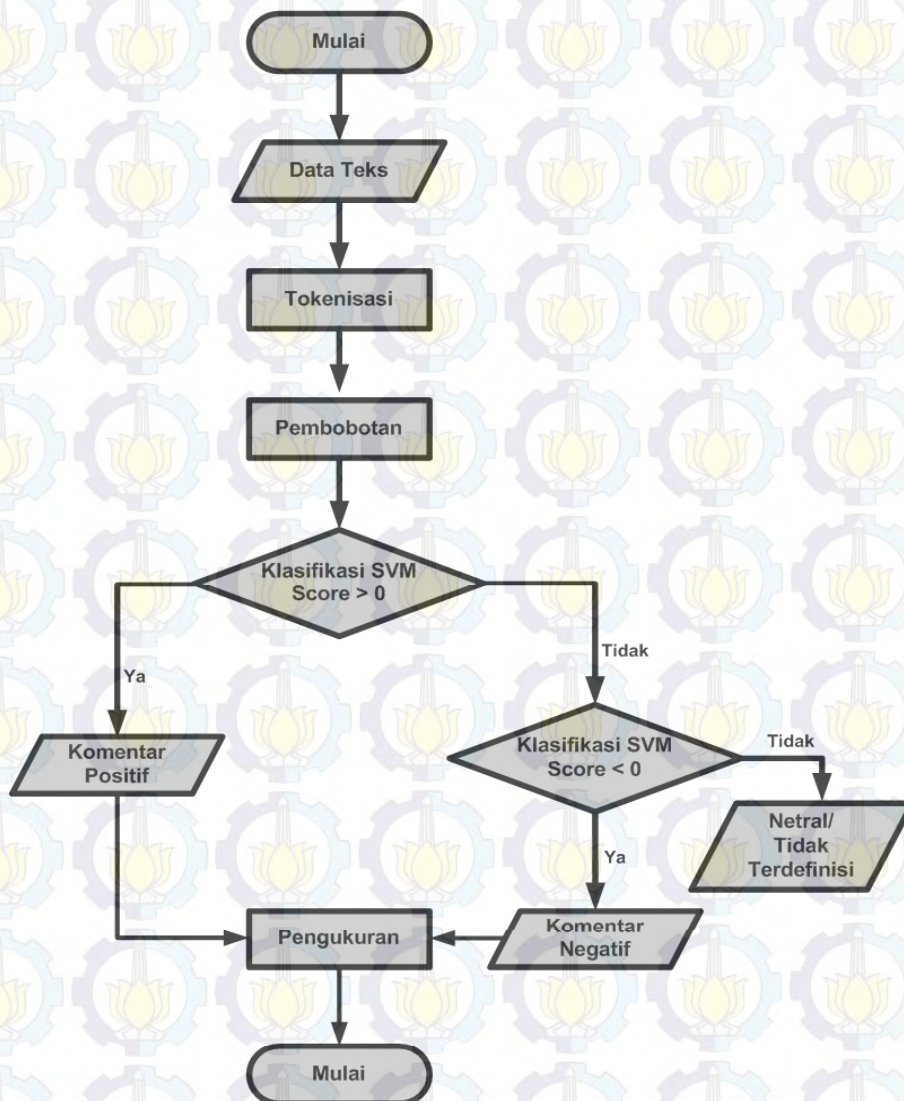 Mulai
Data Teks
Tokenisasi
Pembobotan
Klasifikasi SVM
Score > 0
Ya
Tidak
Komentar
Positif
Klasifikasi SVM
Score < 0
Tidak
Netral/
Tidak
Terdefinisi
Ya
Komentar
Negatif
Pengukuran
Mulai